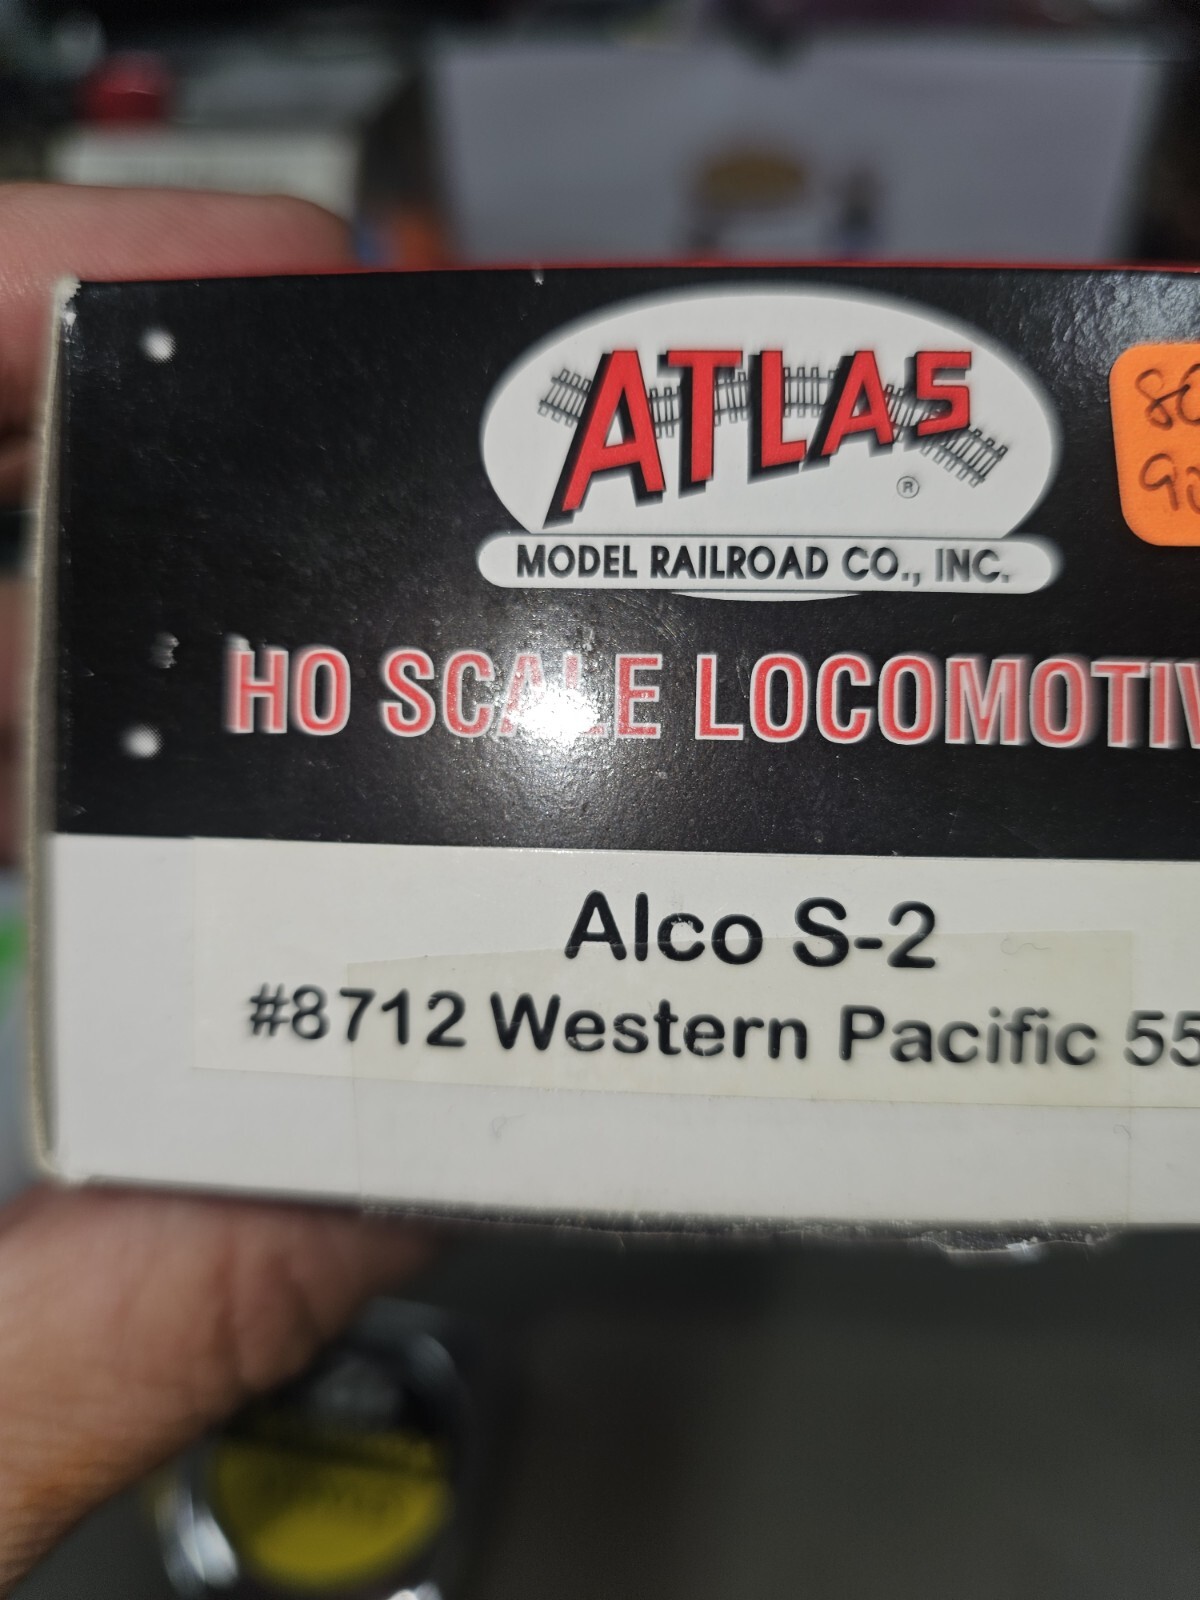 ATLAS
®
MODEL RAILROAD CO., INC.
HO SCALE LOCOMOTIV
Alco S-2
#8712 Western Pacific 55